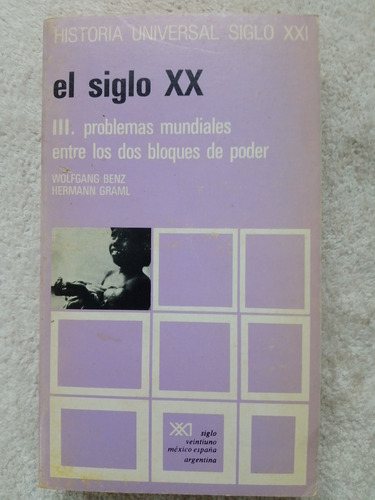 HISTORIA UNIVERSAL SIGLO XXI
el siglo XX
III. problemas mundiales
entre los dos bloques de poder
WOLFGANG BENZ
HERMANN GRAML
XXI
siglo
veintiuno
méxico españa
argentina